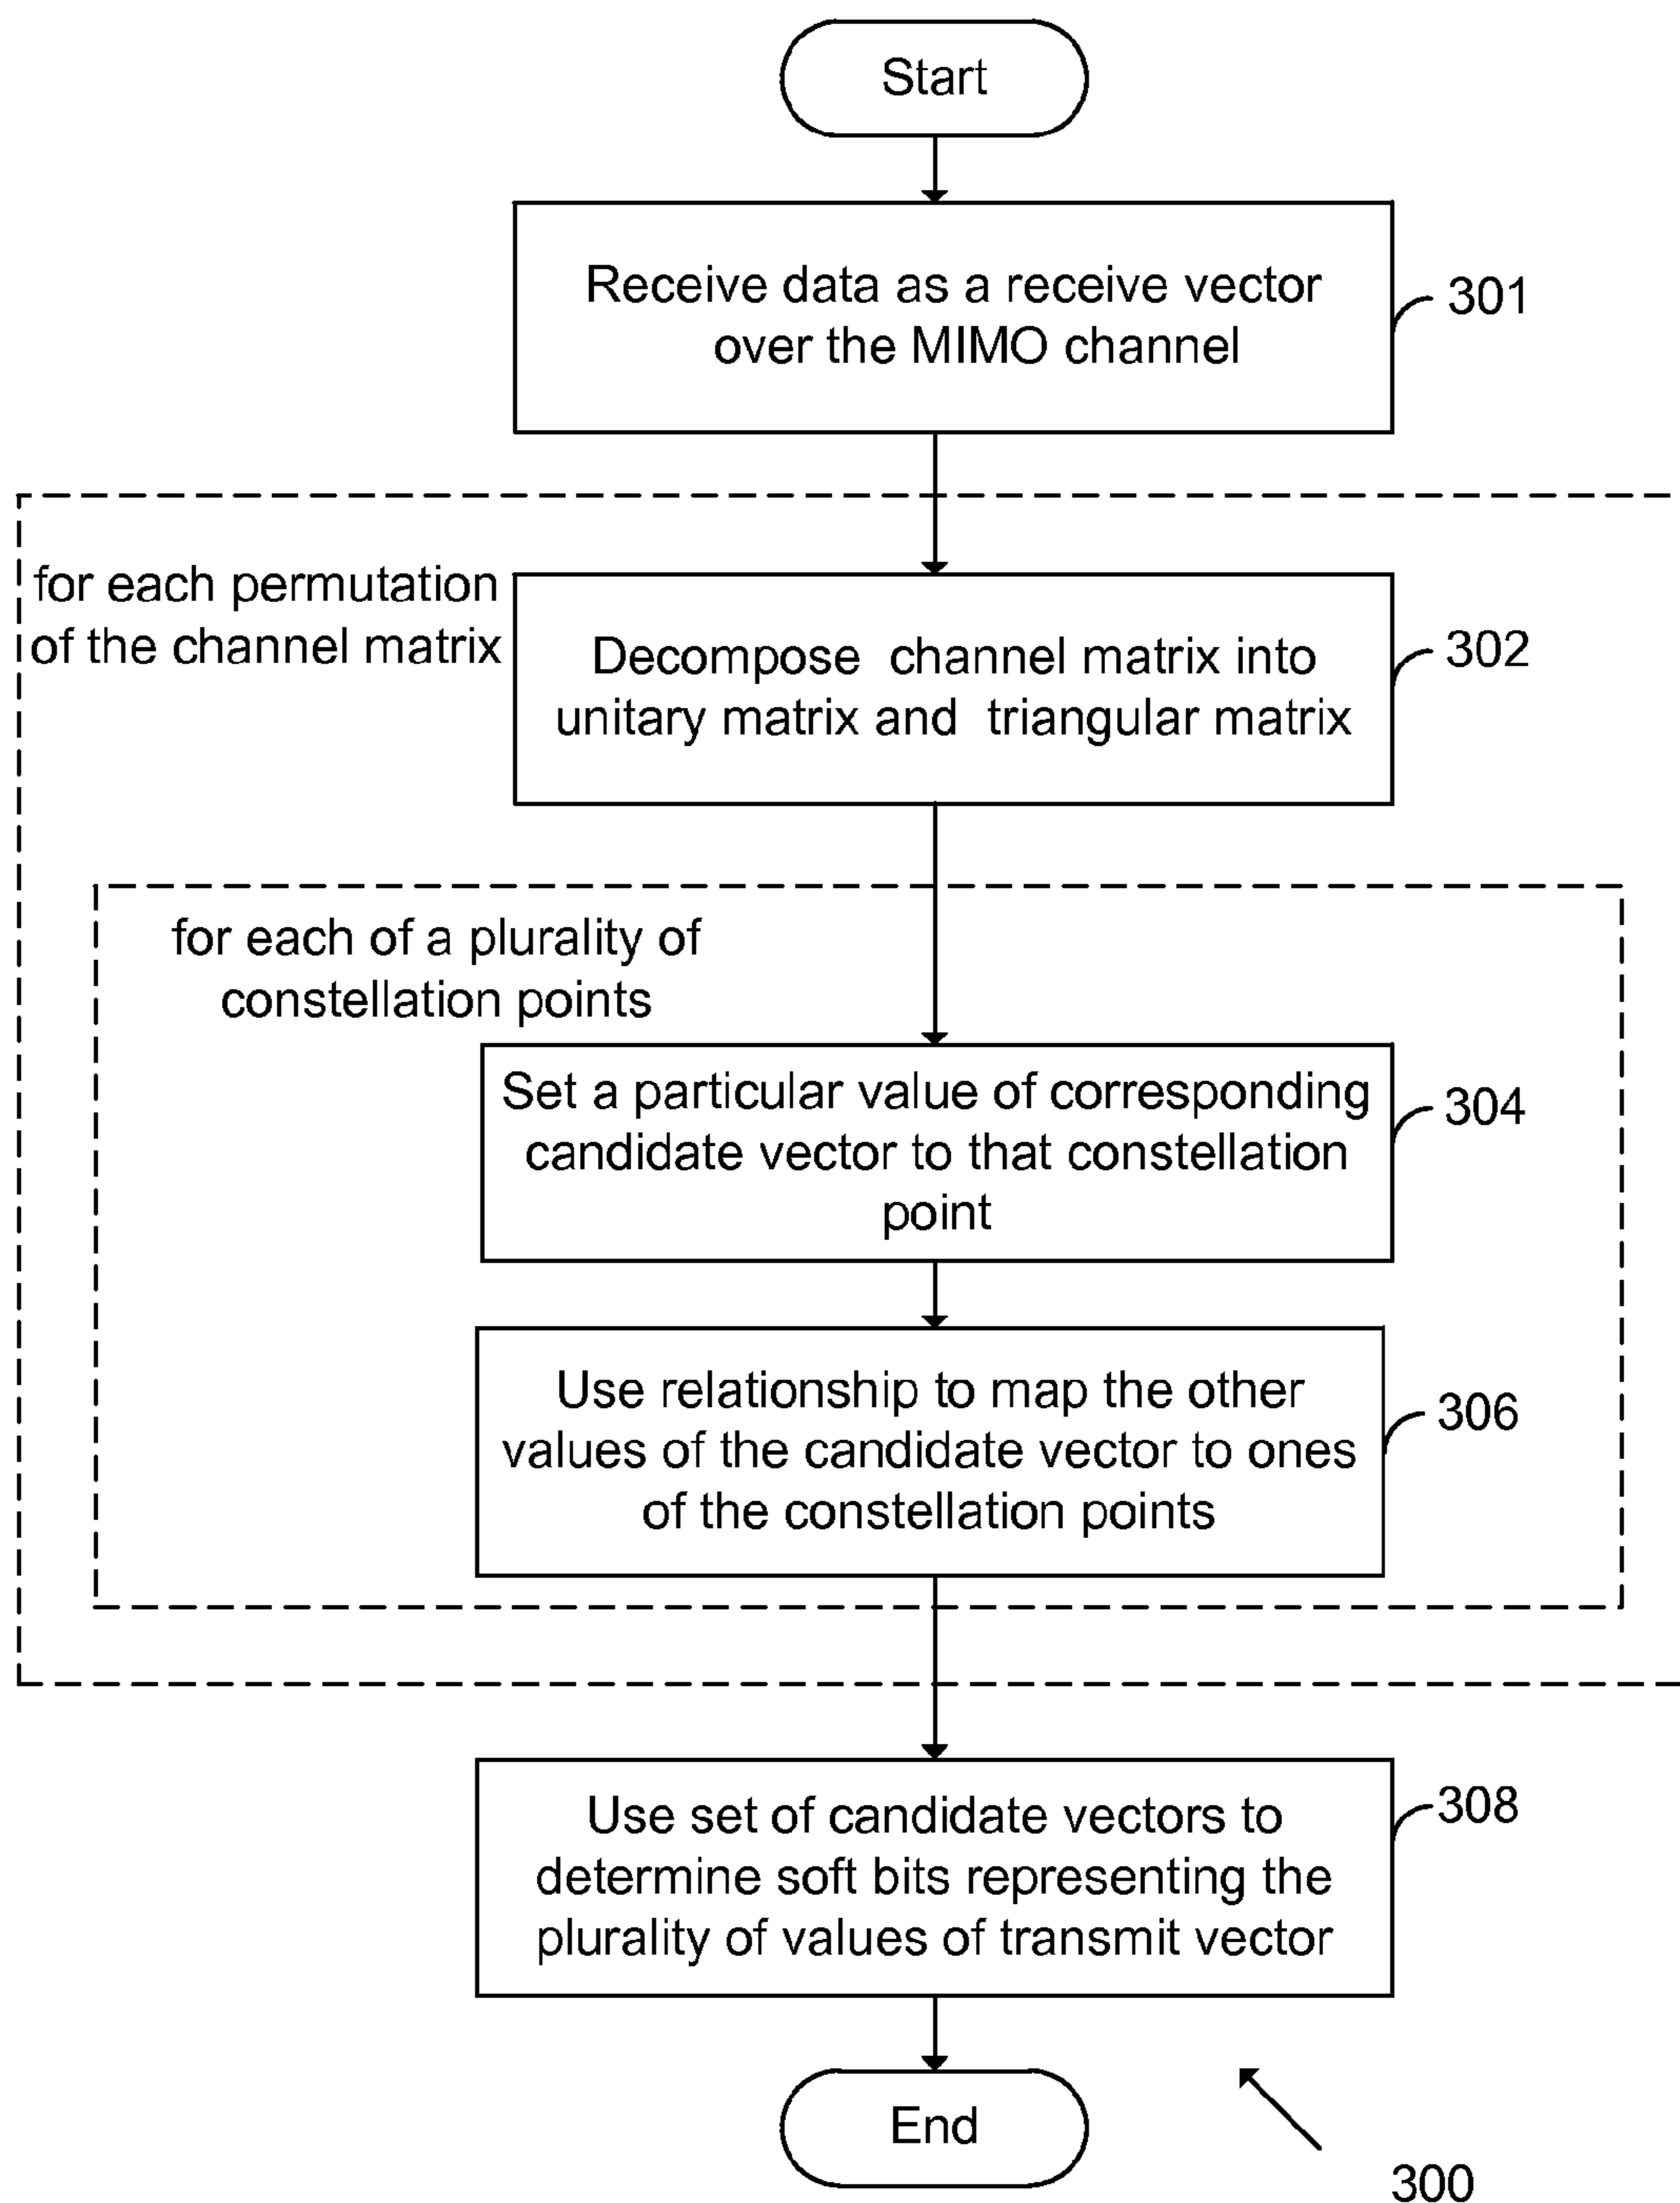 Start
Receive data as a receive vector
over the MIMO channel
301
for each permutation
of the channel matrix
Decompose channel matrix into
unitary matrix and triangular matrix
302
for each of a plurality of
constellation points
Set a particular value of corresponding
candidate vector to that constellation
point
304
Use relationship to map the other
values of the candidate vector to ones
of the constellation points
306
Use set of candidate vectors to
determine soft bits representing the
plurality of values of transmit vector
308
End
300